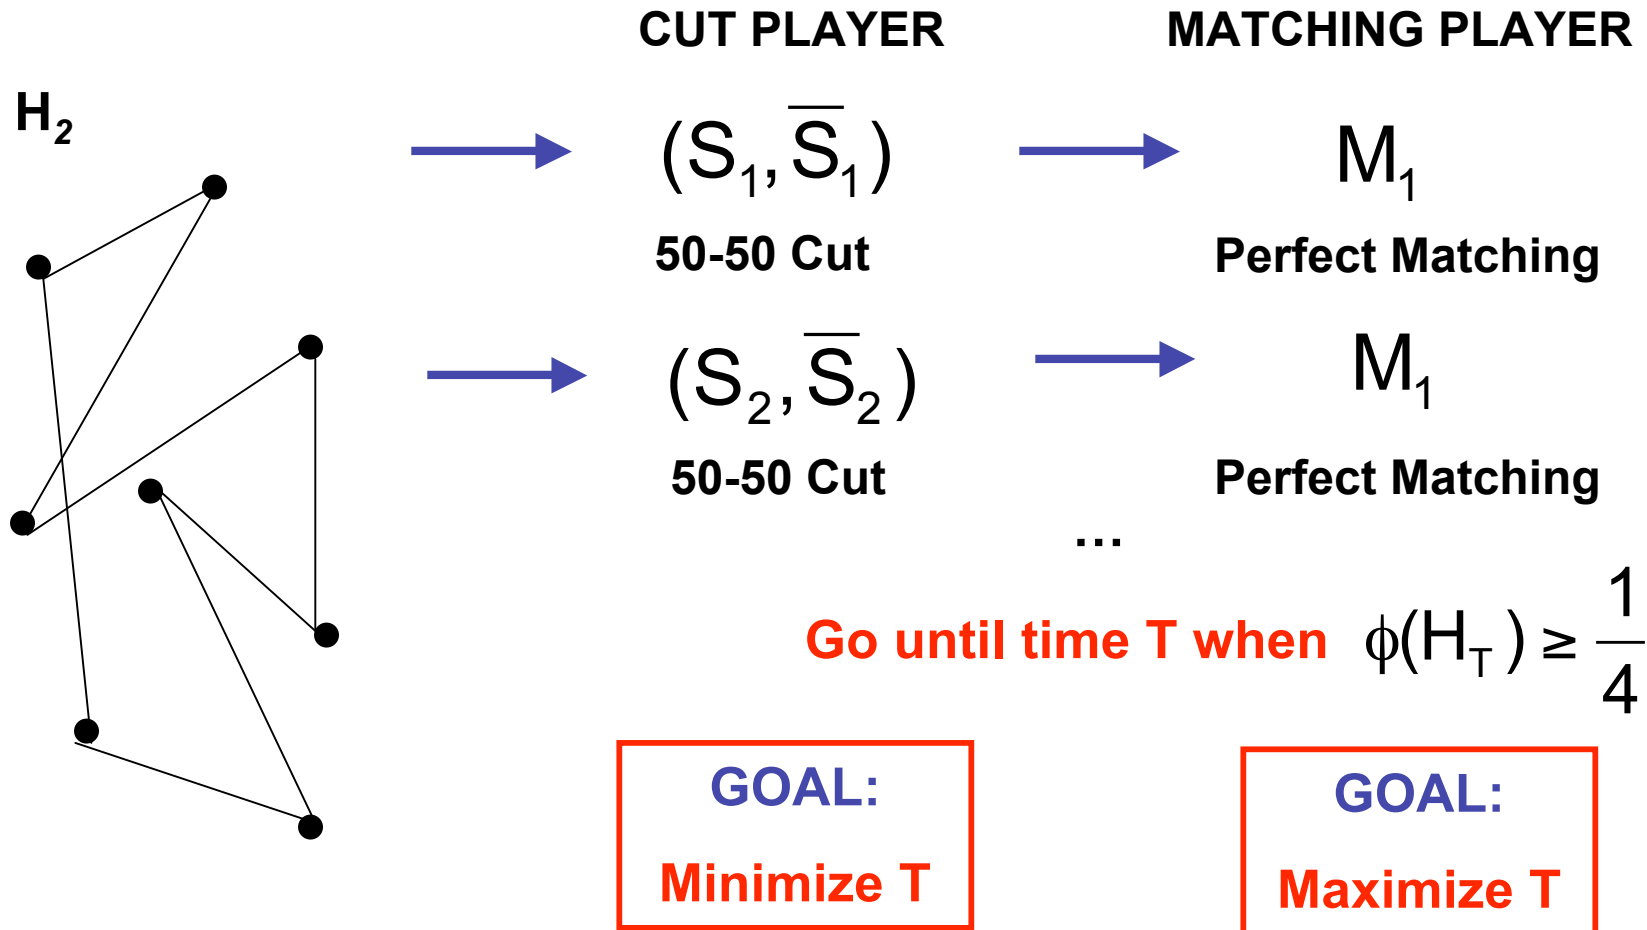 CUT PLAYER MATCHING PLAYER
H₂
(S₁, S̅₁) M₁
50-50 Cut Perfect Matching
(S₂, S̅₂) M₁
50-50 Cut Perfect Matching
...
Go until time T when ϕ(H_T) ≥ 1/4
GOAL: GOAL:
Minimize T Maximize T